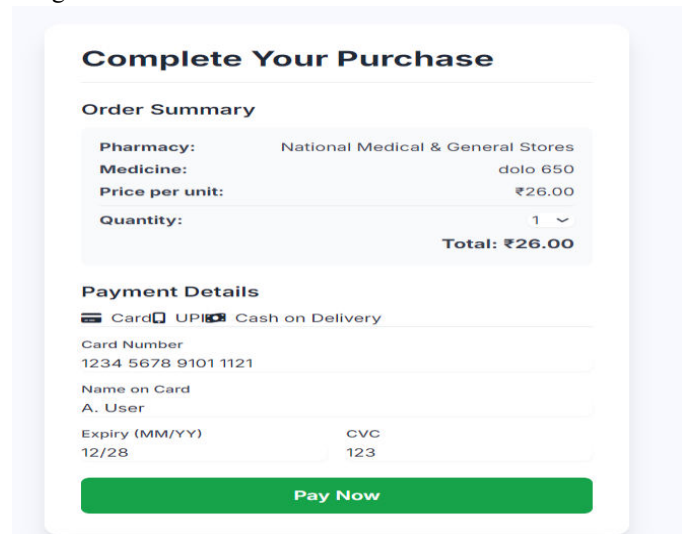 Complete Your Purchase
Order Summary
Pharmacy: National Medical & General Stores
Medicine: dolo 650
Price per unit: ₹26.00
Quantity: 1
Total: ₹26.00
Payment Details
Card UPI Cash on Delivery
Card Number
1234 5678 9101 1121
Name on Card
A. User
Expiry (MM/YY) CVC
12/28 123
Pay Now